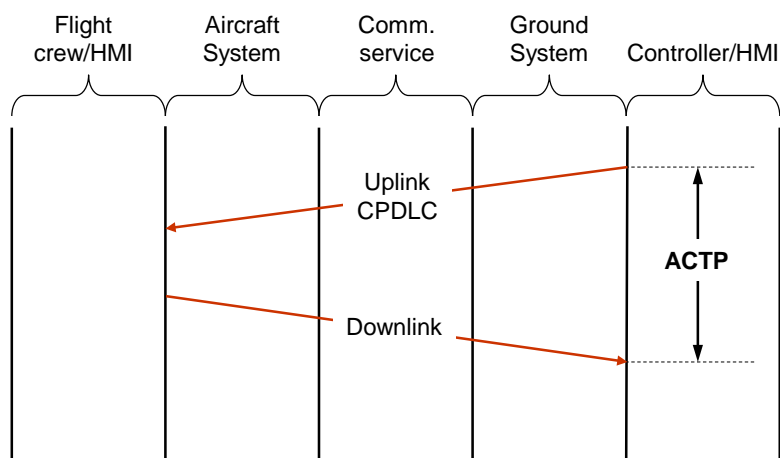 Flight
crew/HMI
Aircraft
System
Comm.
service
Ground
System
Controller/HMI
Uplink
CPDLC
ACTP
Downlink